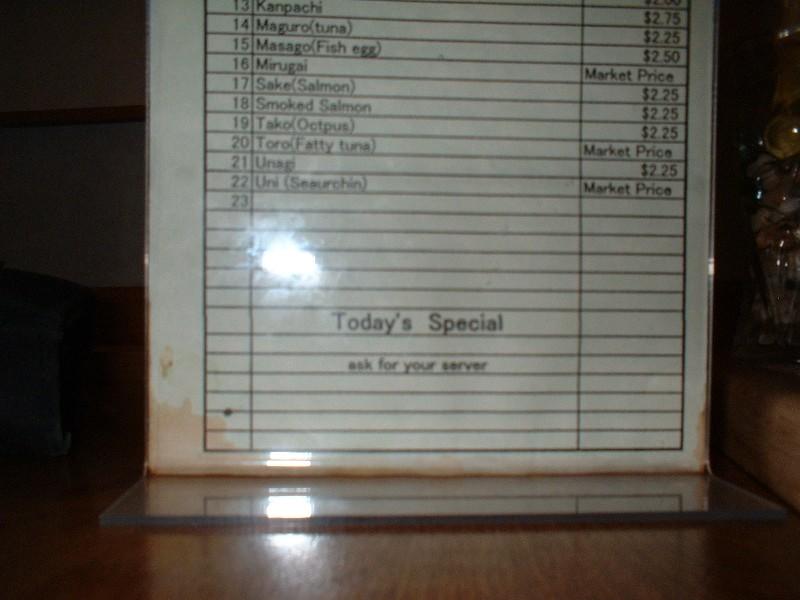 13 Kanpachi $2.75
14 Maguro(tuna) $2.25
15 Masago(Fish egg) $2.50
16 Mirugai Market Price
17 Sake(Salmon) $2.25
18 Smoked Salmon $2.25
19 Tako(Octpus) $2.25
20 Toro(Fatty tuna) Market Price
21 Unagi $2.25
22 Uni (Seaurchin) Market Price
23
Today's Special
ask for your server